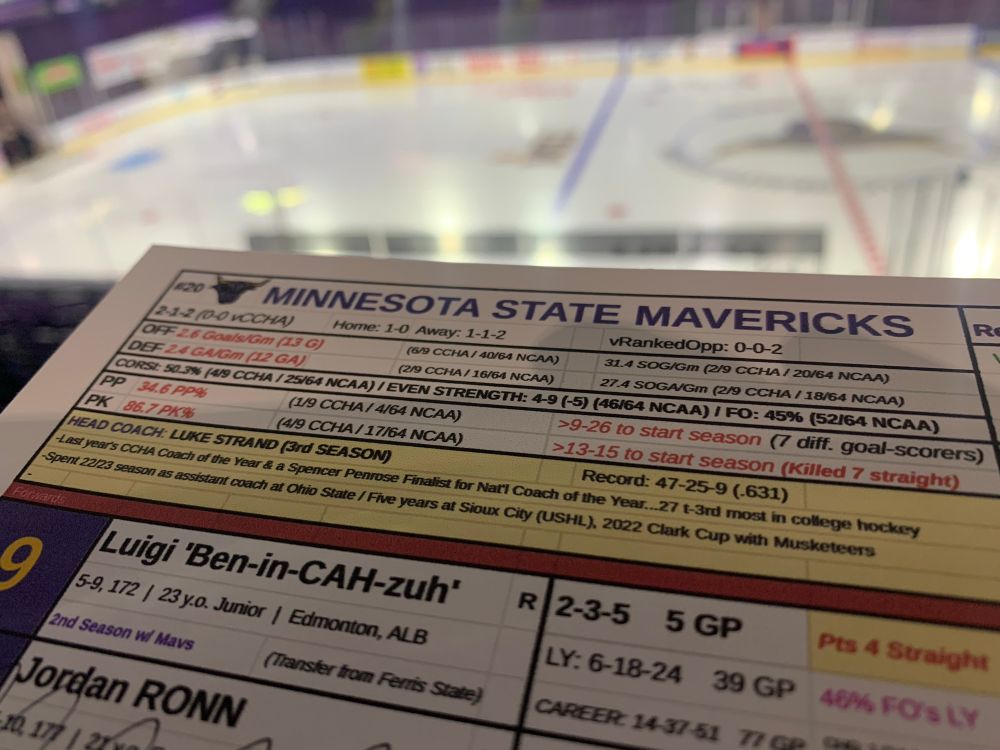 #20 MINNESOTA STATE MAVERICKS
2-1-2 (0-0 vCCHA) Home: 1-0 Away: 1-1-2 vRankedOpp: 0-0-2
OFF 2.6 Goals/Gm (13 G) (6/9 CCHA / 40/64 NCAA) 31.4 SOG/Gm (2/9 CCHA / 20/64 NCAA)
DEF 2.4 GA/Gm (12 GA) (2/9 CCHA / 16/64 NCAA) 27.4 SOGA/Gm (2/9 CCHA / 18/64 NCAA)
CORSI: 50.3% (4/9 CCHA / 25/64 NCAA) / EVEN STRENGTH: 4-9 (-5) (46/64 NCAA) / FO: 45% (52/64 NCAA)
PP 34.6 PP% (1/9 CCHA / 4/64 NCAA) >9-26 to start season (7 diff. goal-scorers)
PK 86.7 PK% (4/9 CCHA / 17/64 NCAA) >13-15 to start season (Killed 7 straight)
HEAD COACH: LUKE STRAND (3rd SEASON) Record: 47-25-9 (.631)
-Last year's CCHA Coach of the Year & a Spencer Penrose Finalist for Nat'l Coach of the Year...27 t-3rd most in college hockey
-Spent 22/23 season as assistant coach at Ohio State / Five years at Sioux City (USHL), 2022 Clark Cup with Musketeers
-
Forwards
9
Luigi 'Ben-in-CAH-zuh' R 2-3-5 5 GP Pts 4 Straight
5-9, 172 | 23 y.o. Junior | Edmonton, ALB LY: 6-18-24 39 GP 46% FO's LY
2nd Season w/ Mavs (Transfer from Ferris State) CAREER: 14-37-51 77 GP
Jordan RONN